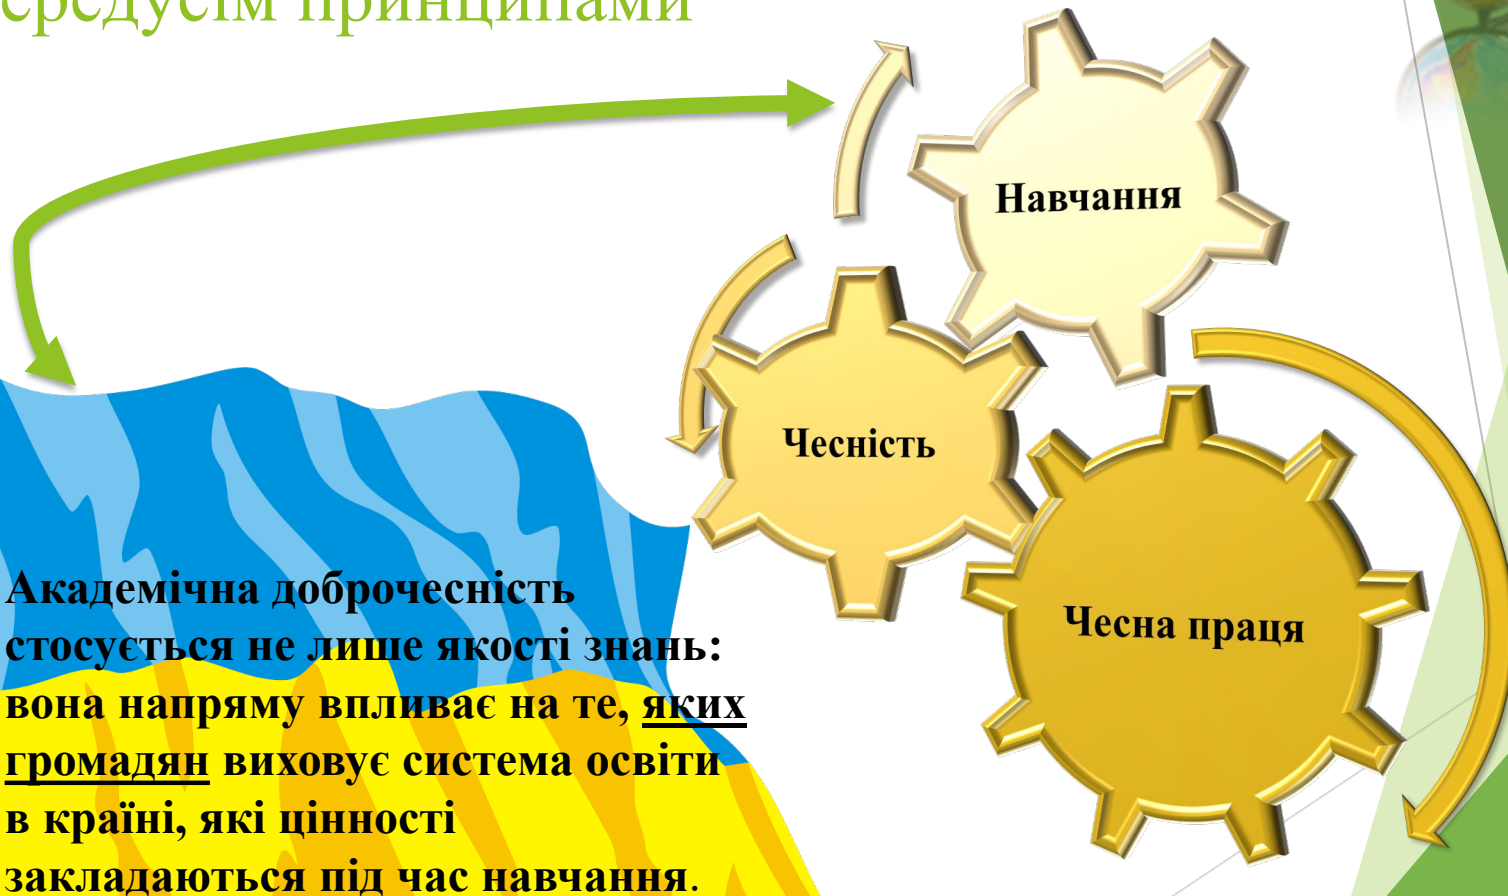 середусім принципами
Навчання
Чесність
Чесна праця
Академічна доброчесність
стосується не лише якості знань:
вона напряму впливає на те, яких
громадян виховує система освіти
в країні, які цінності
закладаються під час навчання.